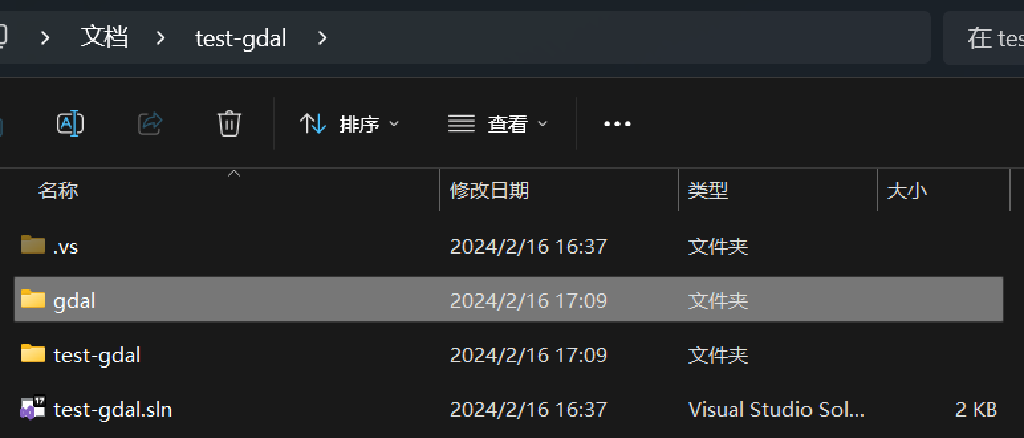 文档 test-gdal 在 tes
排序 查看
名称 修改日期 类型 大小
.vs 2024/2/16 16:37 文件夹
gdal 2024/2/16 17:09 文件夹
test-gdal 2024/2/16 17:09 文件夹
test-gdal.sln 2024/2/16 16:37 Visual Studio Sol... 2 KB